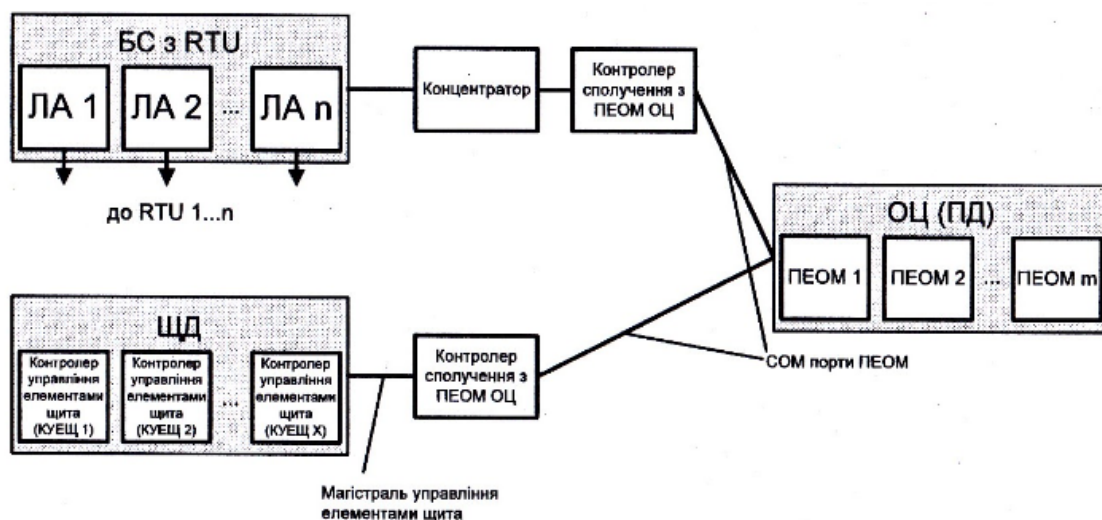 БС з RTU
ЛА 1
ЛА 2
...
ЛА n
до RTU 1...n
Концентратор
Контролер
сполучення з
ПЕОМ ОЦ
ОЦ (ПД)
ПЕОМ 1
ПЕОМ 2
...
ПЕОМ m
ЩД
Контролер
управління
елементами
щита
(КУЕЩ 1)
Контролер
управління
елементами
щита
(КУЕЩ 2)
...
Контролер
управління
елементами
щита
(КУЕЩ X)
Контролер
сполучення з
ПЕОМ ОЦ
СОМ порти ПЕОМ
Магістраль управління
елементами щита